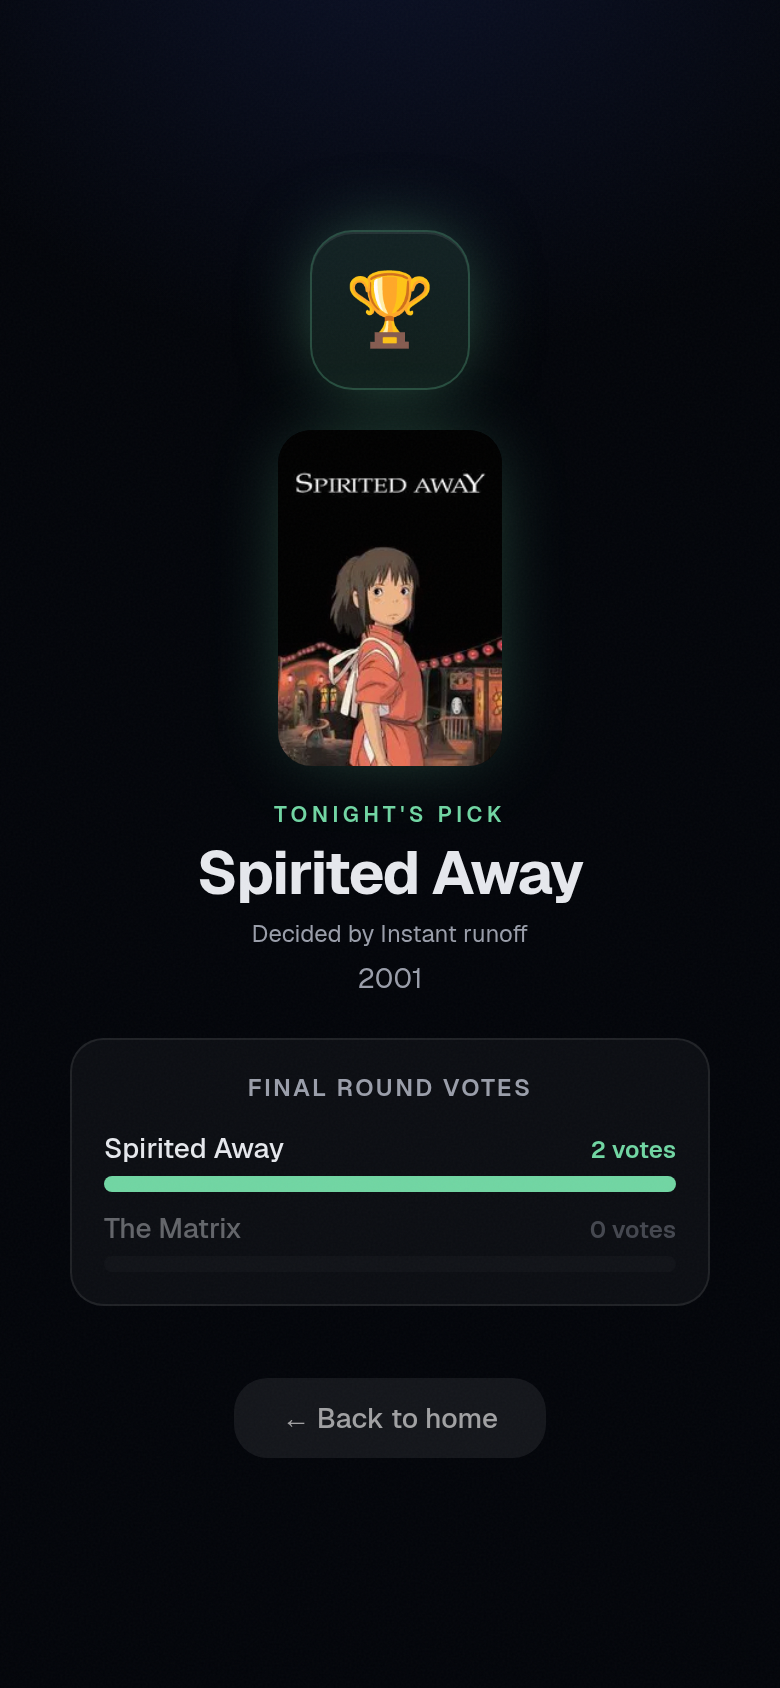 SPIRITED AWAY
TONIGHT'S PICK
Spirited Away
Decided by Instant runoff
2001
FINAL ROUND VOTES
Spirited Away 2 votes
The Matrix 0 votes
← Back to home